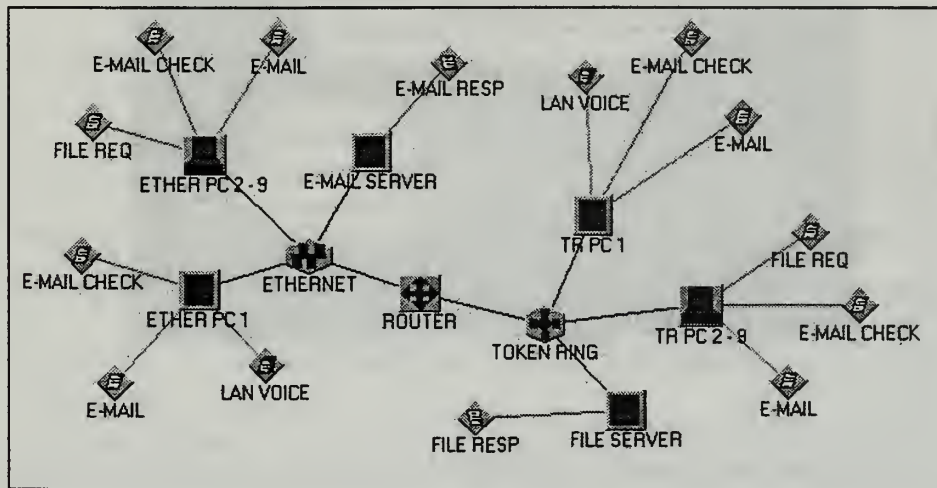 E-MAIL CHECK
E-MAIL
E-MAIL RESP
E-MAIL CHECK
LAN VOICE
E-MAIL
FILE REQ
ETHER PC 2 - 9
E-MAIL SERVER
TR PC 1
FILE REQ
E-MAIL CHECK
ETHERNET
ETHER PC 1
ROUTER
TOKEN RING
TR PC 2 - 9
E-MAIL CHECK
E-MAIL
LAN VOICE
E-MAIL
FILE RESP
FILE SERVER